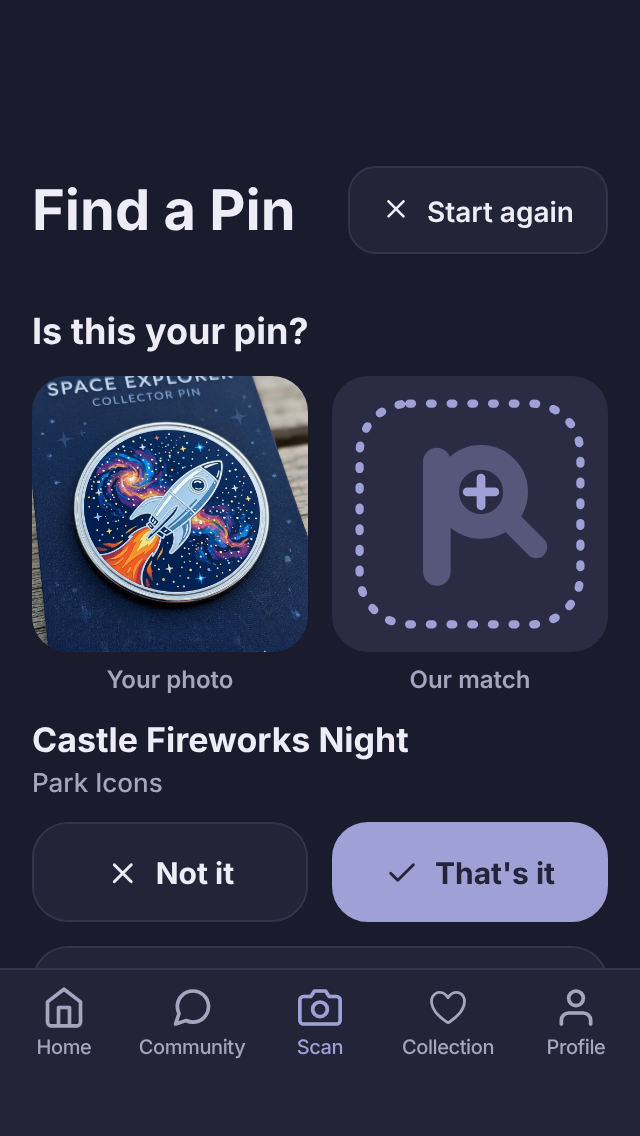 Find a Pin
Start again
Is this your pin?
SPACE EXPLORER
COLLECTOR PIN
Your photo
Our match
Castle Fireworks Night
Park Icons
Not it
That's it
Home
Community
Scan
Collection
Profile